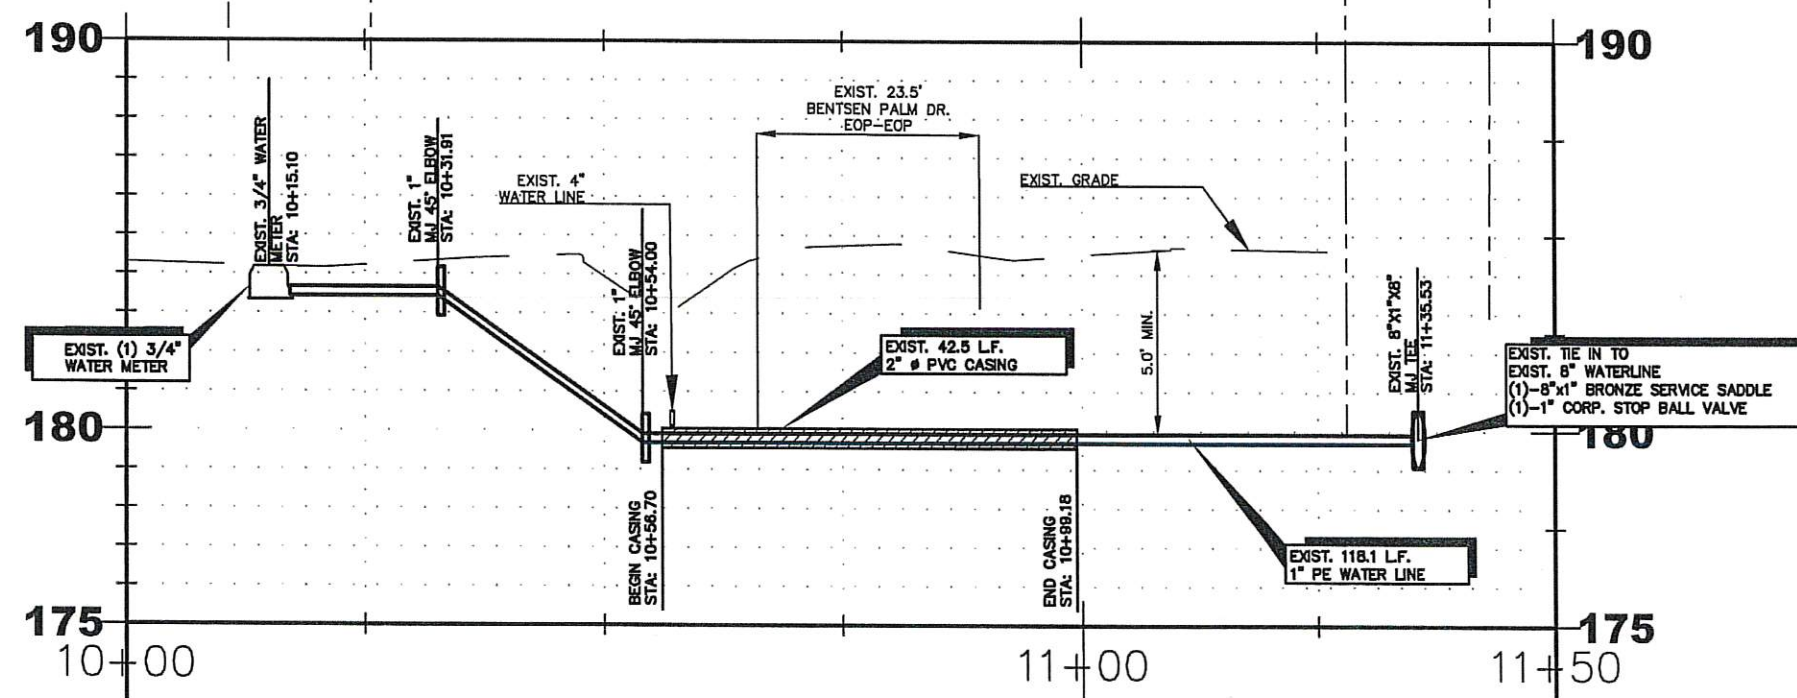 190
190
EXIST. 23.5'
BENTSEN PALM DR.
EOP-EOP
EXIST. 3/4" WATER
METER
STA: 10+15.10
EXIST. 1"
MJ 45° ELBOW
STA: 10+31.91
EXIST. 4"
WATER LINE
EXIST. GRADE
EXIST. 1"
MJ 45° ELBOW
STA: 10+54.00
5.0' MIN.
EXIST. 8"X1"X8"
MJ TEE
STA: 11+35.53
EXIST. (1) 3/4"
WATER METER
EXIST. 42.5 L.F.
2" ø PVC CASING
EXIST. TIE IN TO
EXIST. 8" WATERLINE
(1)-8"x1" BRONZE SERVICE SADDLE
(1)-1" CORP. STOP BALL VALVE
180
180
BEGIN CASING
STA: 10+56.70
END CASING
STA: 10+99.18
EXIST. 118.1 L.F.
1" PE WATER LINE
175
175
10+00
11+00
11+50